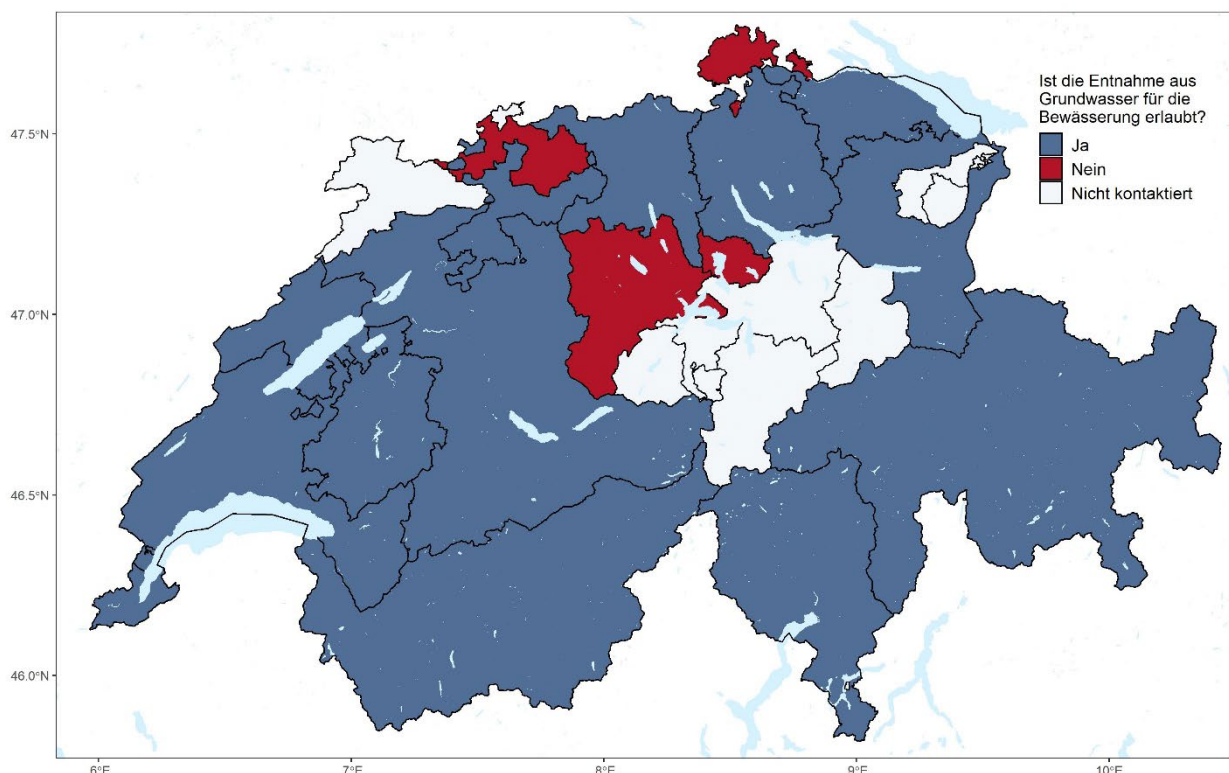 Ist die Entnahme aus
Grundwasser für die
Bewässerung erlaubt?
Ja
Nein
Nicht kontaktiert
47.5°N
47.0°N
46.5°N
46.0°N
6°E
7°E
8°E
9°E
10°E